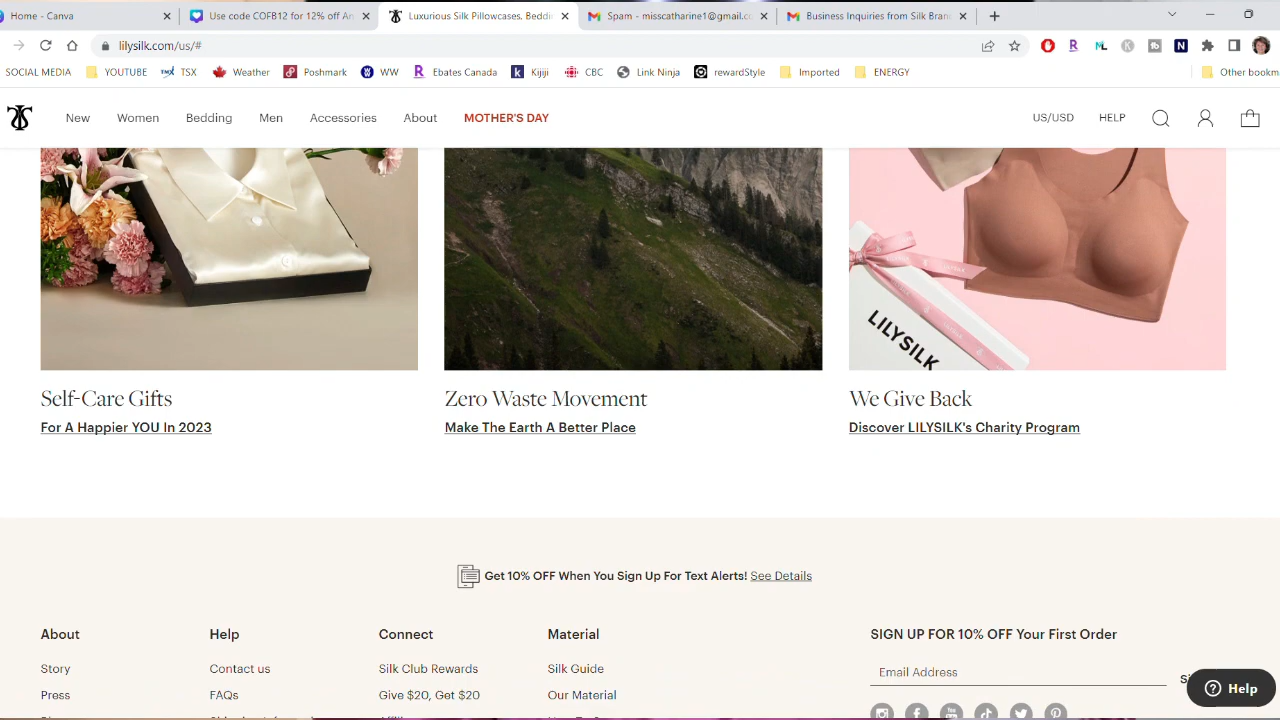 Home - Canva
Use code COFB12 for 12% off An
Luxurious Silk Pillowcases, Beddi
Spam - misscatharine1@gmail.co
Business Inquiries from Silk Bran
lilysilk.com/us/#
SOCIAL MEDIA YOUTUBE TSX Weather Poshmark WW Ebates Canada Kijiji CBC Link Ninja rewardStyle Imported ENERGY Other bookm
New Women Bedding Men Accessories About MOTHER'S DAY US/USD HELP
LILYSILK
Self-Care Gifts
For A Happier YOU In 2023
Zero Waste Movement
Make The Earth A Better Place
We Give Back
Discover LILYSILK's Charity Program
Get 10% OFF When You Sign Up For Text Alerts! See Details
About Help Connect Material SIGN UP FOR 10% OFF Your First Order
Story Contact us Silk Club Rewards Silk Guide Email Address
Press FAQs Give $20, Get $20 Our Material
Help